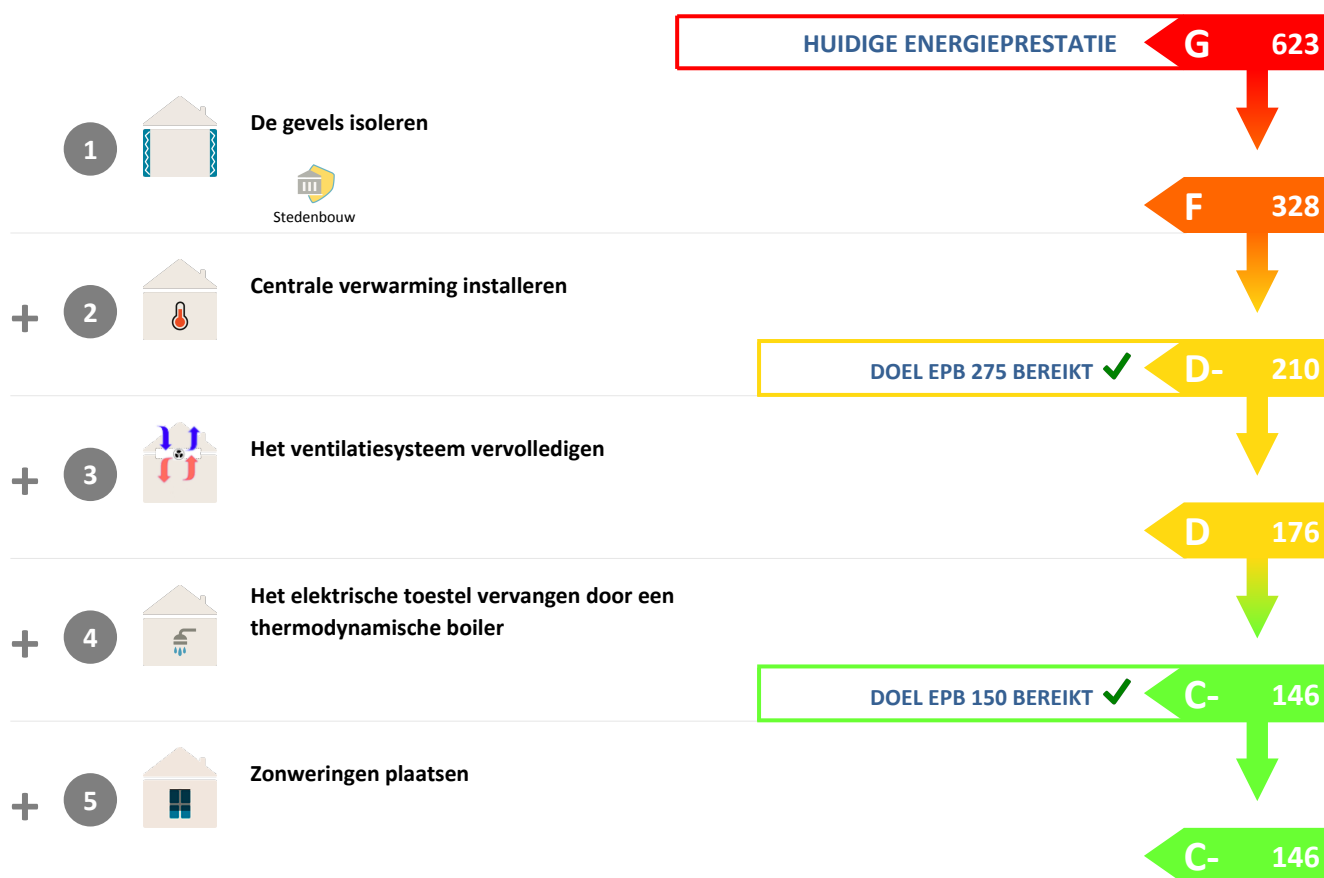 HUIDIGE ENERGIEPRESTATIE G 623
1 De gevels isoleren
Stedenbouw
F 328
+ 2 Centrale verwarming installeren
DOEL EPB 275 BEREIKT ✔ D- 210
+ 3 Het ventilatiesysteem vervolledigen
D 176
+ 4 Het elektrische toestel vervangen door een
thermodynamische boiler
DOEL EPB 150 BEREIKT ✔ C- 146
+ 5 Zonweringen plaatsen
C- 146